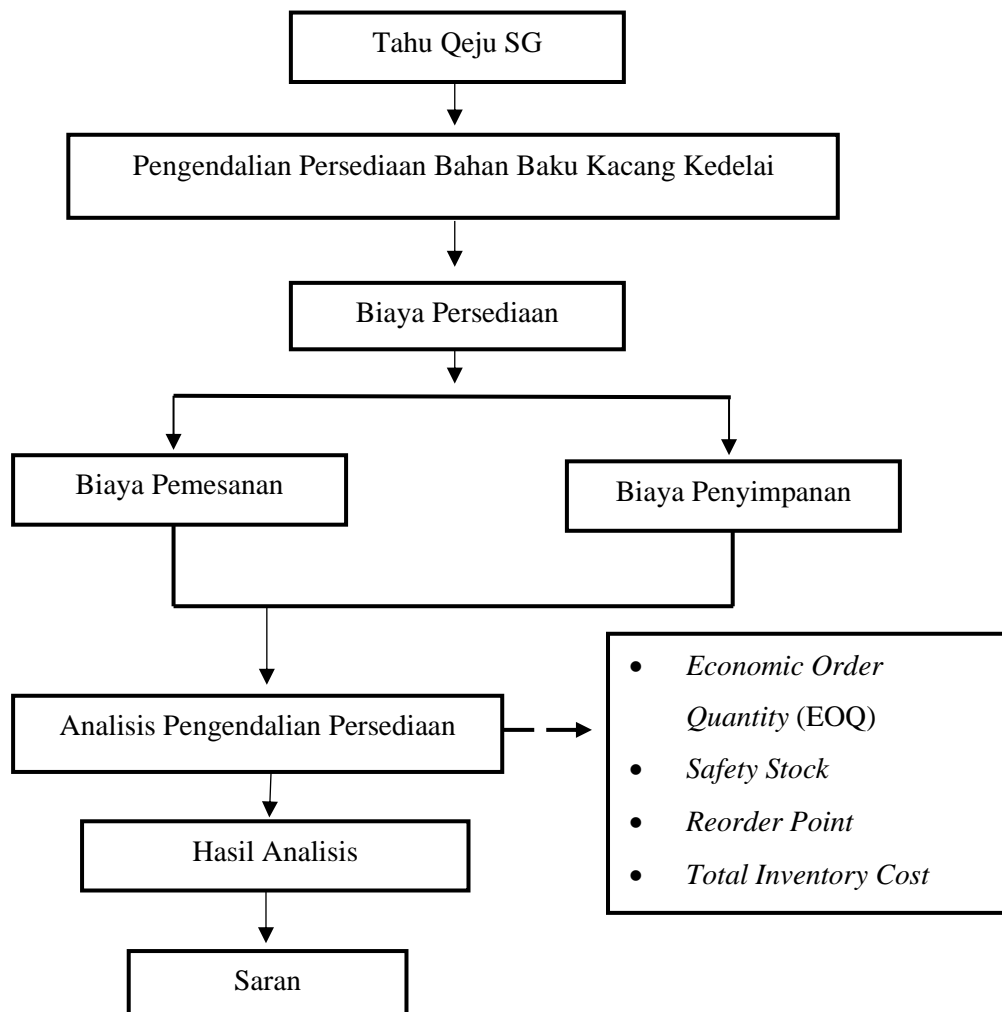 Tahu Qeju SG
Pengendalian Persediaan Bahan Baku Kacang Kedelai
Biaya Persediaan
Biaya Pemesanan
Biaya Penyimpanan
Analisis Pengendalian Persediaan
• Economic Order
Quantity (EOQ)
• Safety Stock
• Reorder Point
• Total Inventory Cost
Hasil Analisis
Saran